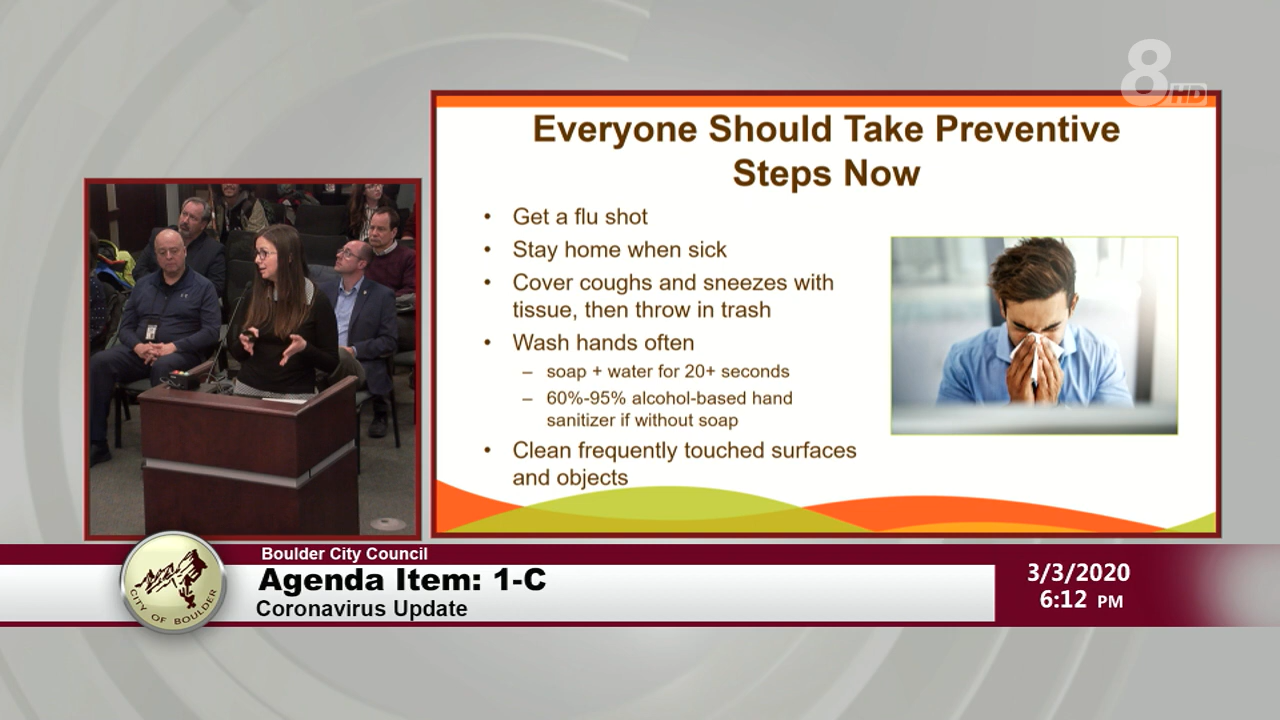 8HD
Everyone Should Take Preventive
Steps Now
• Get a flu shot
• Stay home when sick
• Cover coughs and sneezes with
tissue, then throw in trash
• Wash hands often
– soap + water for 20+ seconds
– 60%-95% alcohol-based hand
sanitizer if without soap
• Clean frequently touched surfaces
and objects
Boulder City Council
Agenda Item: 1-C
Coronavirus Update
CITY OF BOULDER
3/3/2020
6:12 PM